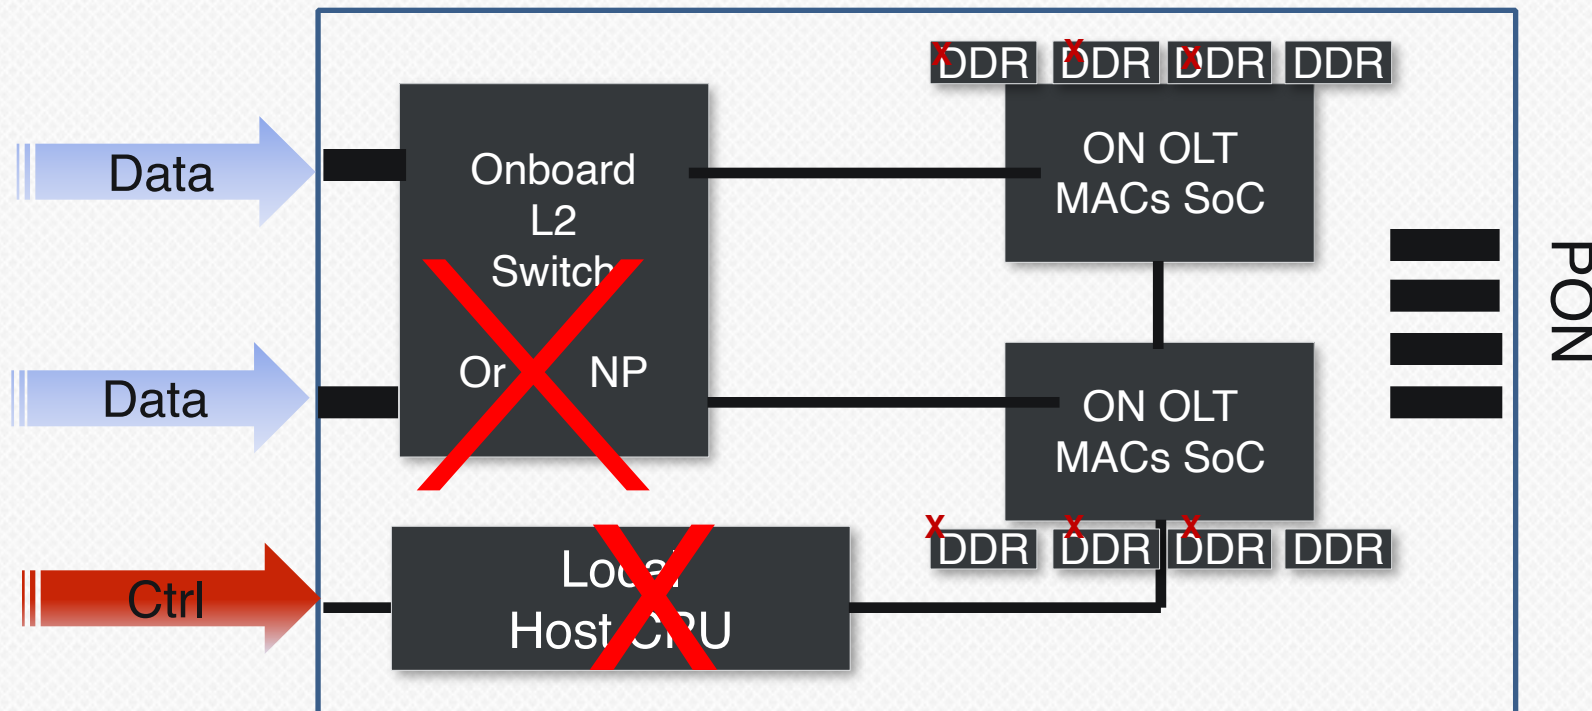 DDR DDR DDR DDR
x x x
Data
Onboard
L2
Switch
Or NP
ON OLT
MACs SoC
PON
Data
ON OLT
MACs SoC
x x x
DDR DDR DDR DDR
Ctrl
Local
Host CPU